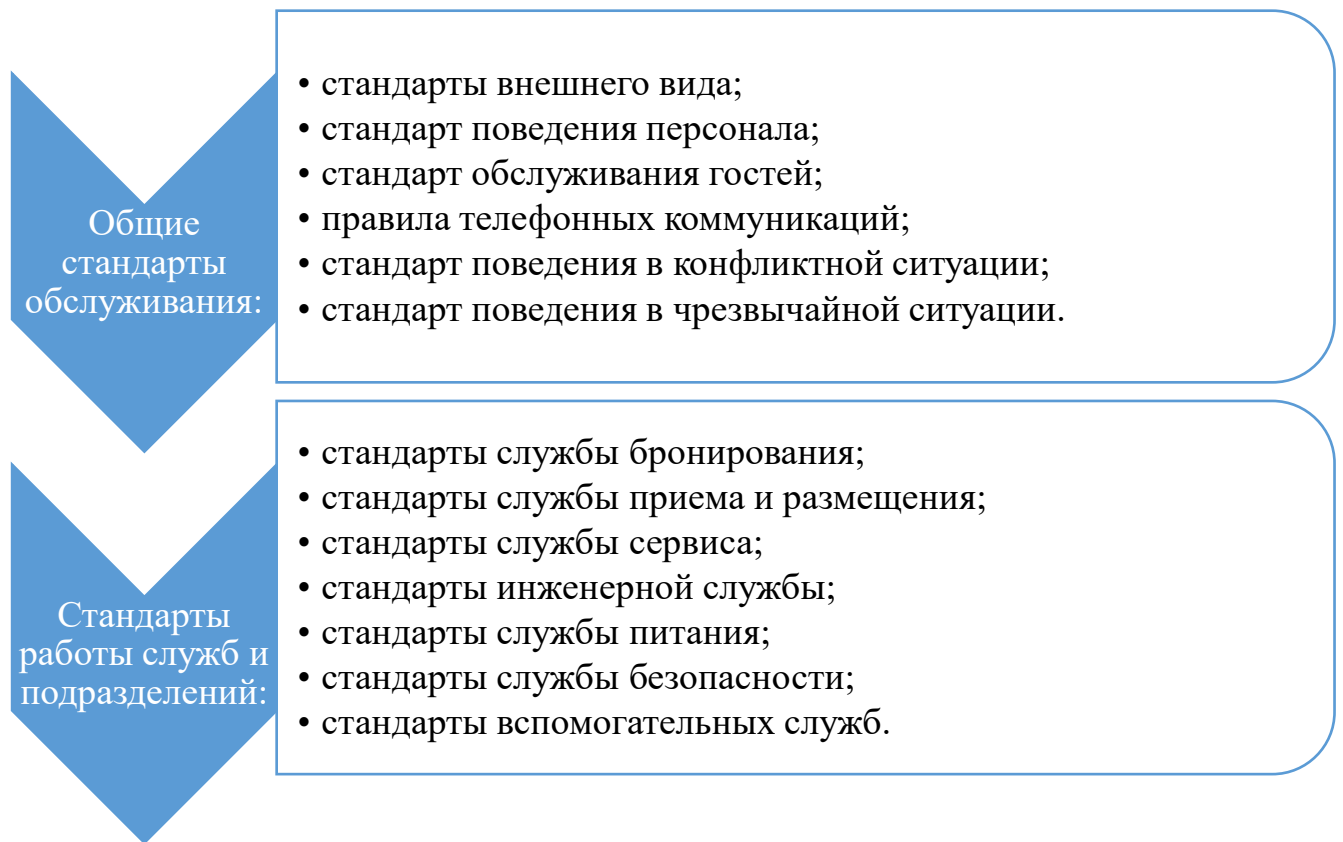 Общие
стандарты
обслуживания:
• стандарты внешнего вида;
• стандарт поведения персонала;
• стандарт обслуживания гостей;
• правила телефонных коммуникаций;
• стандарт поведения в конфликтной ситуации;
• стандарт поведения в чрезвычайной ситуации.
Стандарты
работы служб и
подразделений:
• стандарты службы бронирования;
• стандарты службы приема и размещения;
• стандарты службы сервиса;
• стандарты инженерной службы;
• стандарты службы питания;
• стандарты службы безопасности;
• стандарты вспомогательных служб.